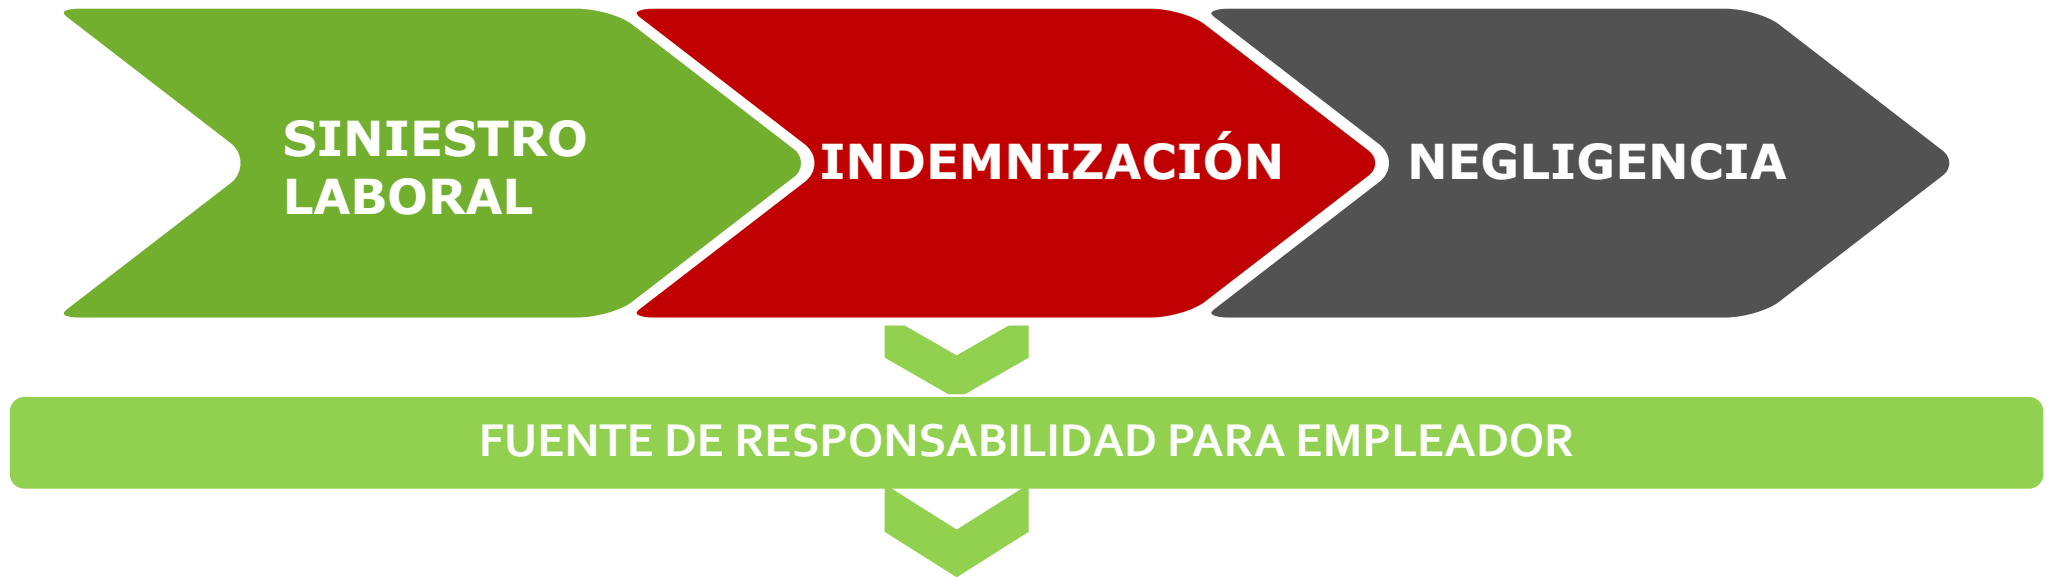 SINIESTRO
LABORAL
INDEMNIZACIÓN
NEGLIGENCIA
FUENTE DE RESPONSABILIDAD PARA EMPLEADOR